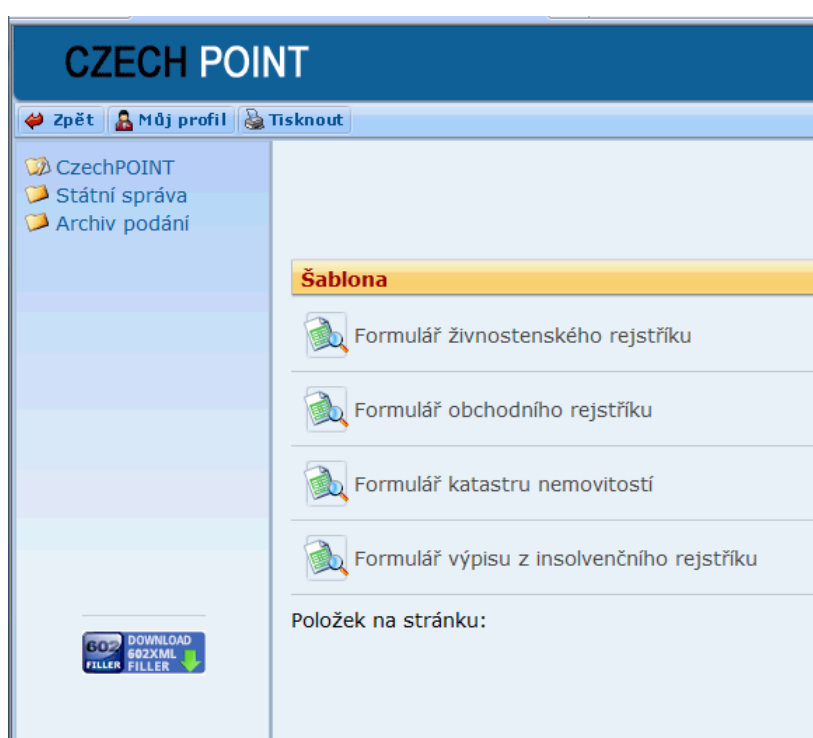 CZECH POINT
Zpět Můj profil Tisknout
CzechPOINT
Státní správa
Archiv podání
Šablona
Formulář živnostenského rejstříku
Formulář obchodního rejstříku
Formulář katastru nemovitostí
Formulář výpisu z insolvenčního rejstříku
Položek na stránku:
602 FILLER
DOWNLOAD
602XML
FILLER